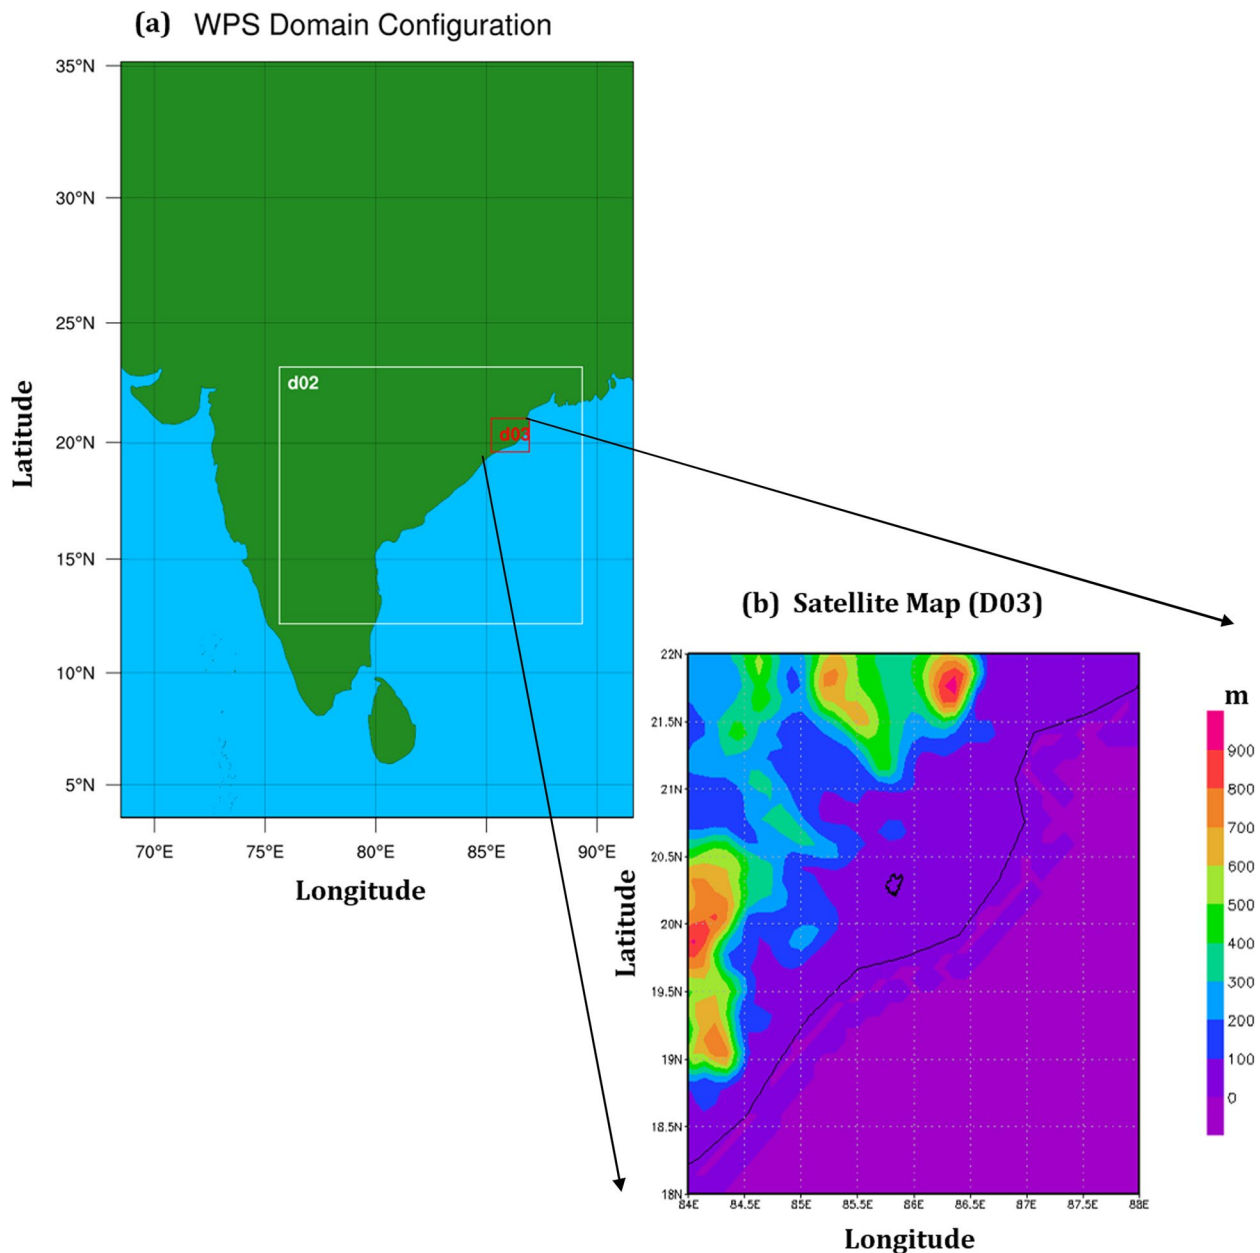 (a) WPS Domain Configuration
35°N
30°N
25°N
20°N
15°N
10°N
5°N
Latitude
d02
d03
70°E 75°E 80°E 85°E 90°E
Longitude
(b) Satellite Map (D03)
22N
21.5N
21N
20.5N
20N
19.5N
19N
18.5N
18N
Latitude
84E 84.5E 85E 85.5E 86E 86.5E 87E 87.5E 88E
Longitude
m
900
800
700
600
500
400
300
200
100
0